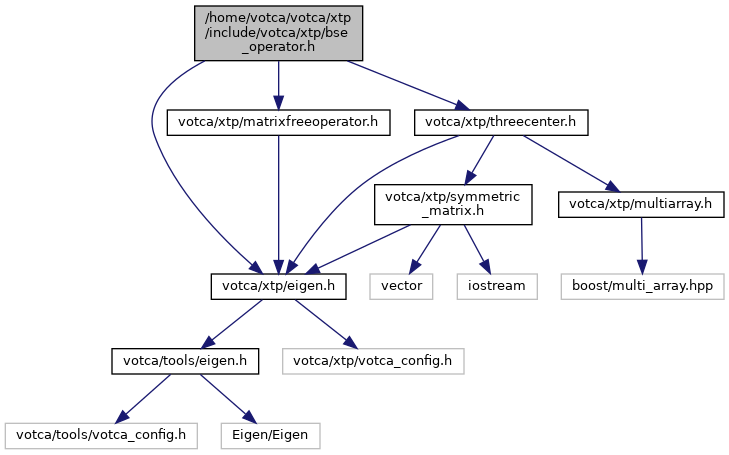 /home/votca/votca/xtp
/include/votca/xtp/bse
_operator.h
votca/xtp/matrixfreeoperator.h
votca/xtp/threecenter.h
votca/xtp/symmetric
_matrix.h
votca/xtp/multiarray.h
votca/xtp/eigen.h
vector
iostream
boost/multi_array.hpp
votca/tools/eigen.h
votca/xtp/votca_config.h
votca/tools/votca_config.h
Eigen/Eigen